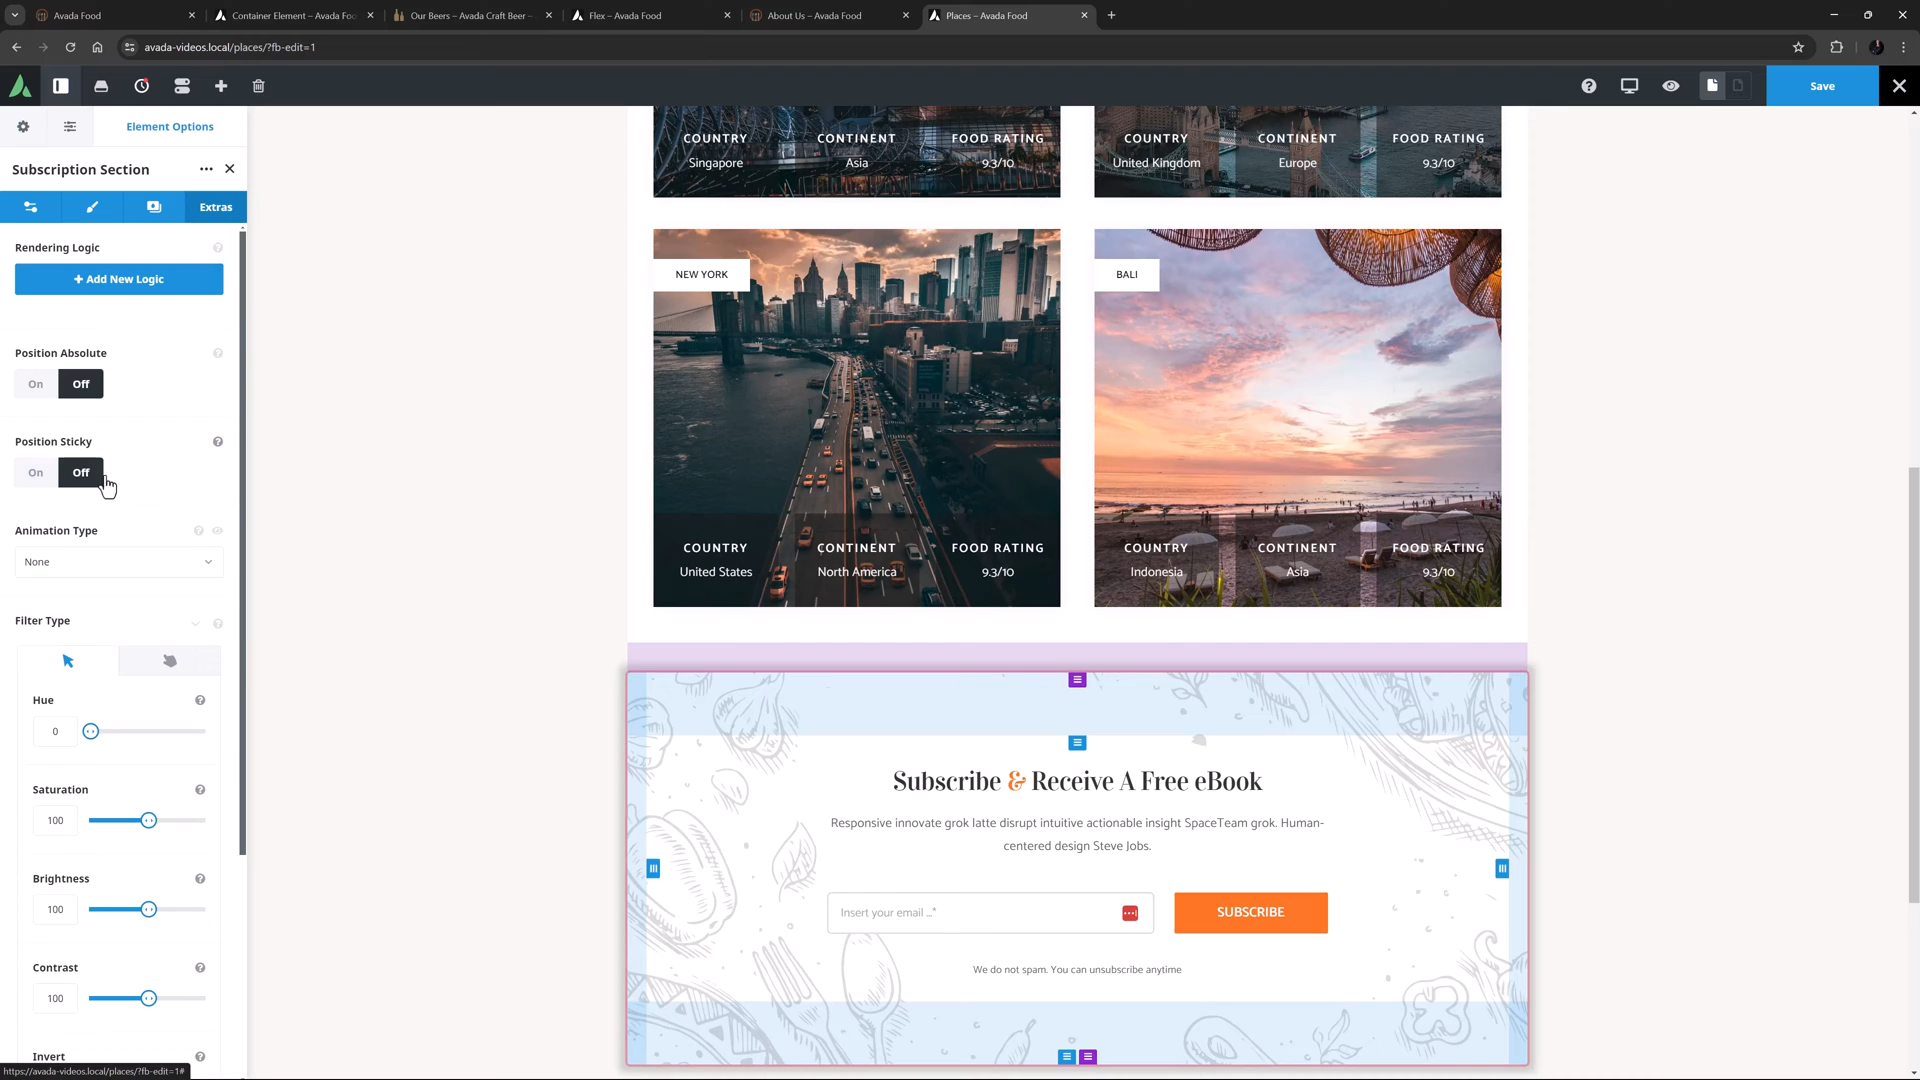 Avada Food
Container Element – Avada Foo
Our Beers – Avada Craft Beer –
Flex – Avada Food
About Us – Avada Food
Places – Avada Food
avada-videos.local/places/?fb-edit=1
Save
Element Options
Subscription Section
Extras
Rendering Logic
+ Add New Logic
Position Absolute
On Off
Position Sticky
On Off
Animation Type
None
Filter Type
Hue
0
Saturation
100
Brightness
100
Contrast
100
Invert
https://avada-videos.local/places/?fb-edit=1#
COUNTRY CONTINENT FOOD RATING
Singapore Asia 9.3/10
COUNTRY CONTINENT FOOD RATING
United Kingdom Europe 9.3/10
NEW YORK
COUNTRY CONTINENT FOOD RATING
United States North America 9.3/10
BALI
COUNTRY CONTINENT FOOD RATING
Indonesia Asia 9.3/10
Subscribe & Receive A Free eBook
Responsive innovate grok latte disrupt intuitive actionable insight SpaceTeam grok. Human-
centered design Steve Jobs.
Insert your email ...*
SUBSCRIBE
We do not spam. You can unsubscribe anytime